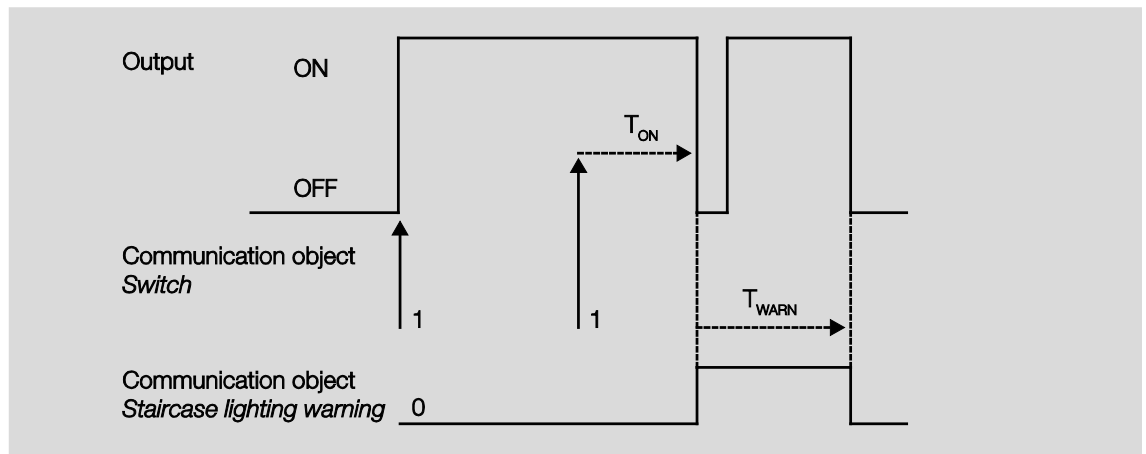 Output ON
T_ON
OFF
Communication object
Switch
1 1
T_WARN
Communication object
Staircase lighting warning 0